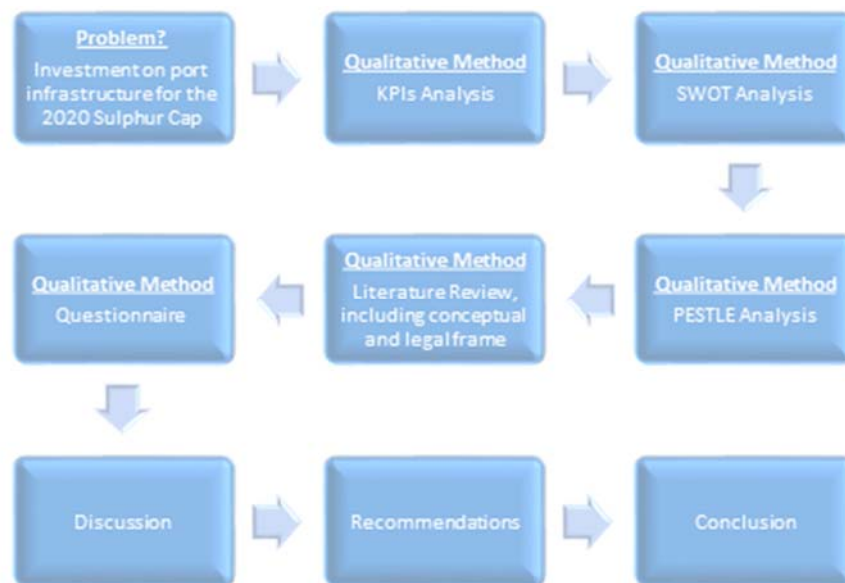 Problem?
Investment on port
infrastructure for the
2020 Sulphur Cap
Qualitative Method
KPIs Analysis
Qualitative Method
SWOT Analysis
Qualitative Method
PESTLE Analysis
Qualitative Method
Literature Review,
including conceptual
and legal frame
Qualitative Method
Questionnaire
Discussion
Recommendations
Conclusion